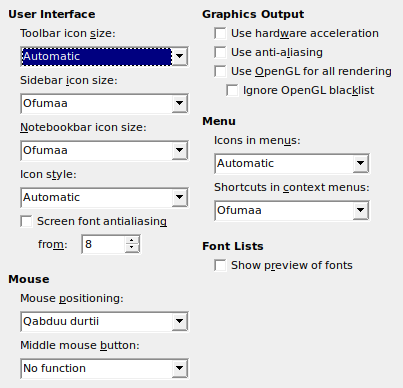 User Interface
Toolbar icon size:
Automatic
Sidebar icon size:
Ofumaa
Notebookbar icon size:
Ofumaa
Icon style:
Automatic
Screen font antialiasing
from: 8
Mouse
Mouse positioning:
Qabduu durtii
Middle mouse button:
No function
Graphics Output
Use hardware acceleration
Use anti-aliasing
Use OpenGL for all rendering
Ignore OpenGL blacklist
Menu
Icons in menus:
Automatic
Shortcuts in context menus:
Ofumaa
Font Lists
Show preview of fonts